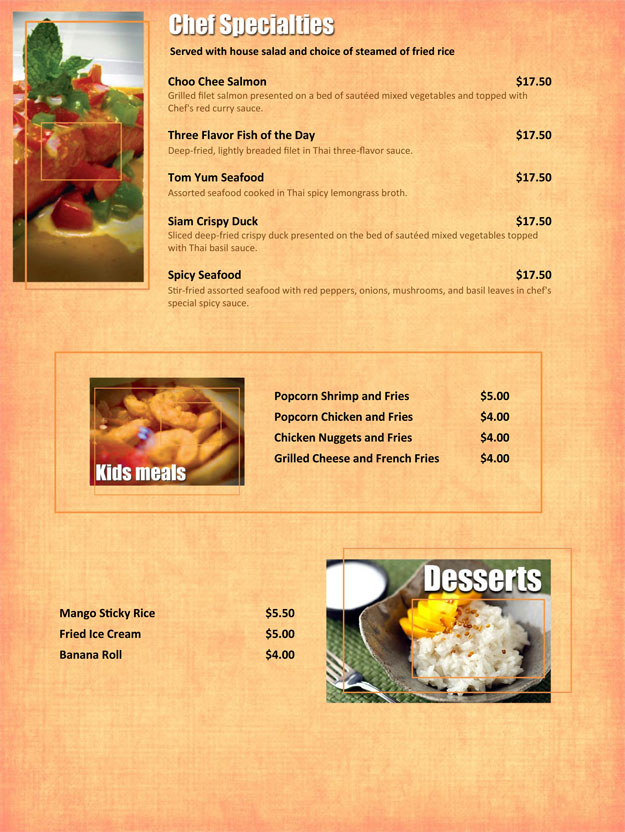 Chef Specialties
Served with house salad and choice of steamed of fried rice
Choo Chee Salmon $17.50
Grilled filet salmon presented on a bed of sautéed mixed vegetables and topped with
Chef's red curry sauce.
Three Flavor Fish of the Day $17.50
Deep-fried, lightly breaded filet in Thai three-flavor sauce.
Tom Yum Seafood $17.50
Assorted seafood cooked in Thai spicy lemongrass broth.
Siam Crispy Duck $17.50
Sliced deep-fried crispy duck presented on the bed of sautéed mixed vegetables topped
with Thai basil sauce.
Spicy Seafood $17.50
Stir-fried assorted seafood with red peppers, onions, mushrooms, and basil leaves in chef's
special spicy sauce.
Kids meals
Popcorn Shrimp and Fries $5.00
Popcorn Chicken and Fries $4.00
Chicken Nuggets and Fries $4.00
Grilled Cheese and French Fries $4.00
Desserts
Mango Sticky Rice $5.50
Fried Ice Cream $5.00
Banana Roll $4.00